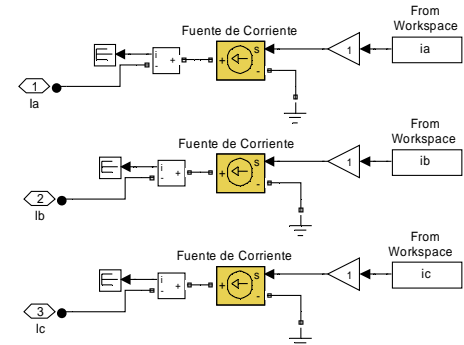 From
Workspace
Fuente de Corriente
ia
1
s
+
-
i
-
+
1
Ia
From
Workspace
Fuente de Corriente
ib
1
s
+
-
i
-
+
2
Ib
From
Workspace
Fuente de Corriente
ic
1
s
+
-
i
-
+
3
Ic